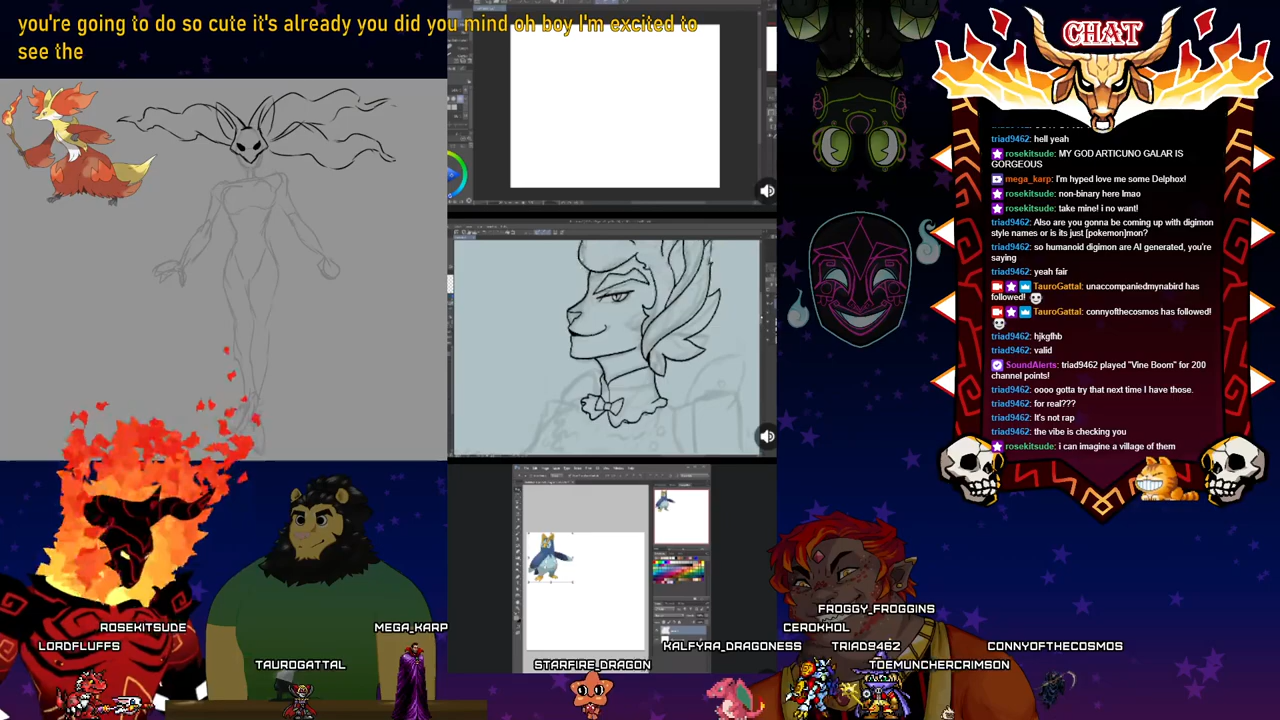 you're going to do so cute it's already you did you mind oh boy I'm excited to
see the
CHAT
triad9462: hell yeah
rosekitsude: MY GOD ARTICUNO GALAR IS
GORGEOUS
mega_karp: I'm hyped love me some Delphox!
rosekitsude: non-binary here lmao
rosekitsude: take mine! i no want!
triad9462: Also are you gonna be coming up with digimon
style names or is its just [pokemon]mon?
triad9462: so humanoid digimon are AI generated, you're
saying
triad9462: yeah fair
TauroGattal: unaccompaniedmynabird has
followed!
TauroGattal: connyofthecosmos has followed!
triad9462: hjkgfhb
triad9462: valid
SoundAlerts: triad9462 played "Vine Boom" for 200
channel points!
triad9462: oooo gotta try that next time I have those.
triad9462: for real???
triad9462: It's not rap
triad9462: the vibe is checking you
rosekitsude: i can imagine a village of them
FROGGY_FROGGINS
ROSEKITSUDE
MEGA_KARP
CEROKHOL
LORDFLUFFS
KALFYRA_DRAGONESS
TRIAD9462
CONNYOFTHECOSMOS
TAUROGATTAL
STARFIRE_DRAGON
TOEMUNCHERCRIMSON